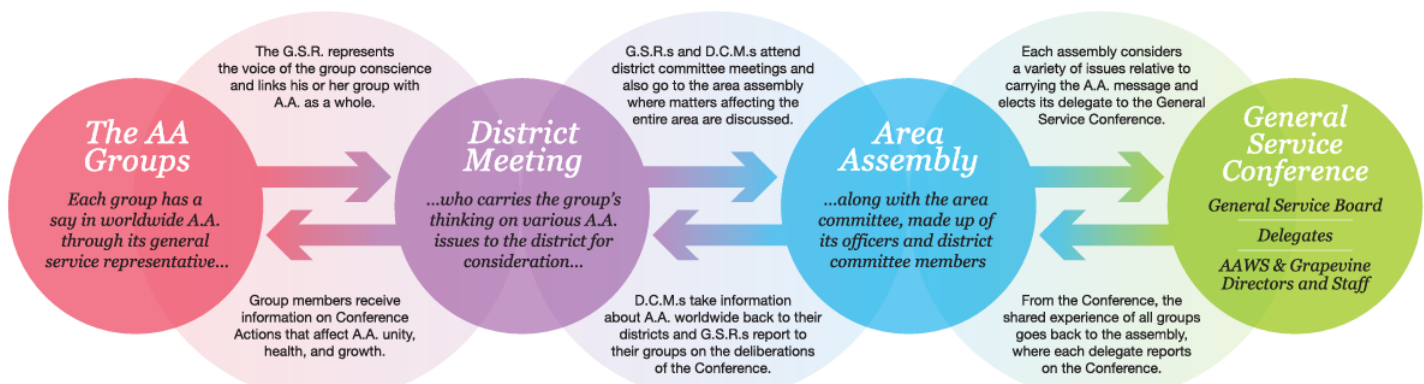 The G.S.R. represents
the voice of the group conscience
and links his or her group with
A.A. as a whole.
G.S.R.s and D.C.M.s attend
district committee meetings and
also go to the area assembly
where matters affecting the
entire area are discussed.
Each assembly considers
a variety of issues relative to
carrying the A.A. message and
elects its delegate to the General
Service Conference.
The AA
Groups
Each group has a
say in worldwide A.A.
through its general
service representative...
District
Meeting
...who carries the group's
thinking on various A.A.
issues to the district for
consideration...
Area
Assembly
...along with the area
committee, made up of
its officers and district
committee members
General
Service
Conference
General Service Board
Delegates
AAWS & Grapevine
Directors and Staff
Group members receive
information on Conference
Actions that affect A.A. unity,
health, and growth.
D.C.M.s take information
about A.A. worldwide back to their
districts and G.S.R.s report to
their groups on the deliberations
of the Conference.
From the Conference, the
shared experience of all groups
goes back to the assembly,
where each delegate reports
on the Conference.